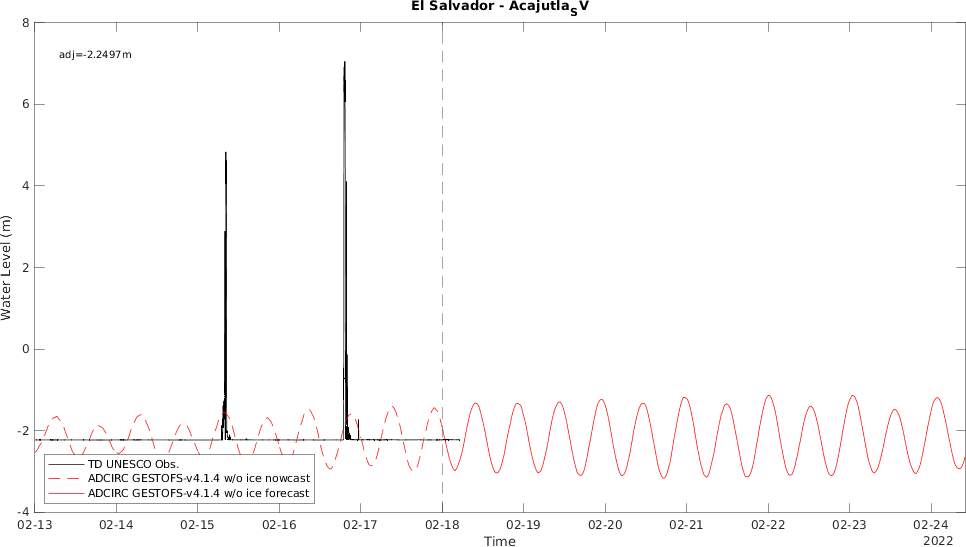 El Salvador - AcajutlaSV
adj=-2.2497m
8
6
4
2
0
-2
-4
Water Level (m)
TD UNESCO Obs.
ADCIRC GESTOFS-v4.1.4 w/o ice nowcast
ADCIRC GESTOFS-v4.1.4 w/o ice forecast
02-13 02-14 02-15 02-16 02-17 02-18 02-19 02-20 02-21 02-22 02-23 02-24
Time
2022